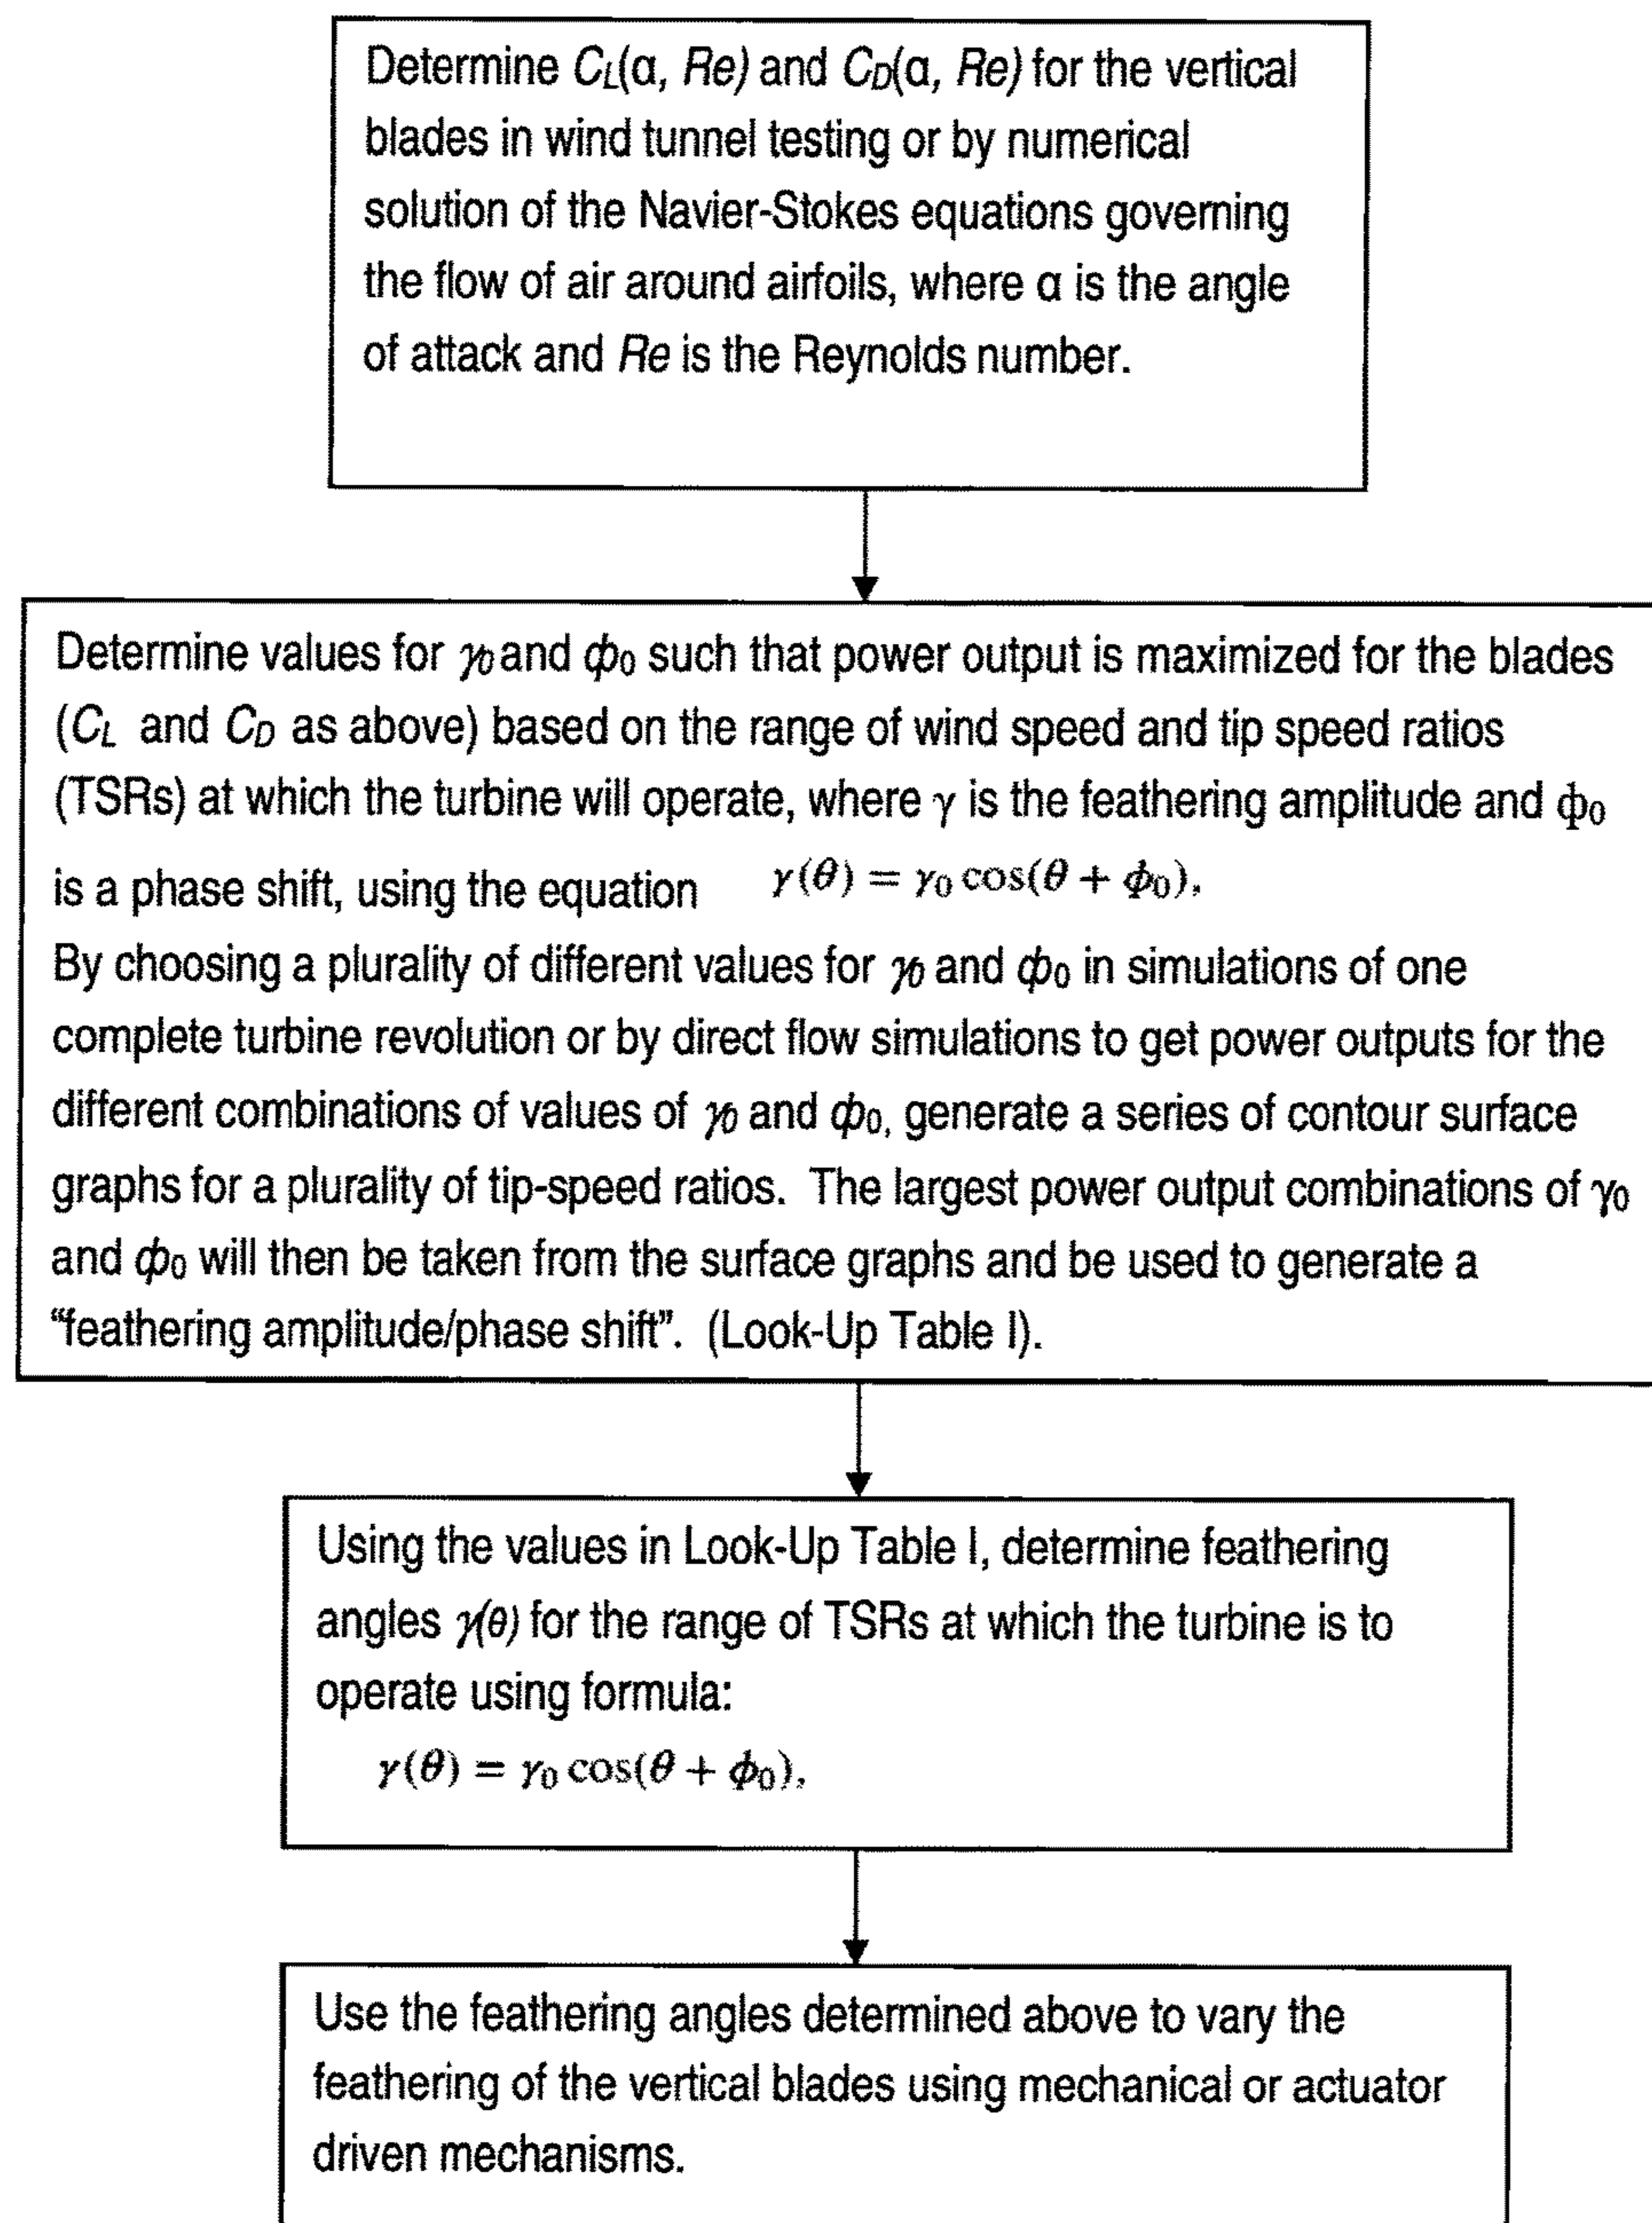 Determine CL(α, Re) and CD(α, Re) for the vertical
blades in wind tunnel testing or by numerical
solution of the Navier-Stokes equations governing
the flow of air around airfoils, where α is the angle
of attack and Re is the Reynolds number.
Determine values for γ0 and ϕ0 such that power output is maximized for the blades
(CL and CD as above) based on the range of wind speed and tip speed ratios
(TSRs) at which the turbine will operate, where γ is the feathering amplitude and ϕ0
is a phase shift, using the equation γ(θ) = γ0 cos(θ + ϕ0),
By choosing a plurality of different values for γ0 and ϕ0 in simulations of one
complete turbine revolution or by direct flow simulations to get power outputs for the
different combinations of values of γ0 and ϕ0, generate a series of contour surface
graphs for a plurality of tip-speed ratios. The largest power output combinations of γ0
and ϕ0 will then be taken from the surface graphs and be used to generate a
“feathering amplitude/phase shift”. (Look-Up Table I).
Using the values in Look-Up Table I, determine feathering
angles γ(θ) for the range of TSRs at which the turbine is to
operate using formula:
γ(θ) = γ0 cos(θ + ϕ0),
Use the feathering angles determined above to vary the
feathering of the vertical blades using mechanical or actuator
driven mechanisms.